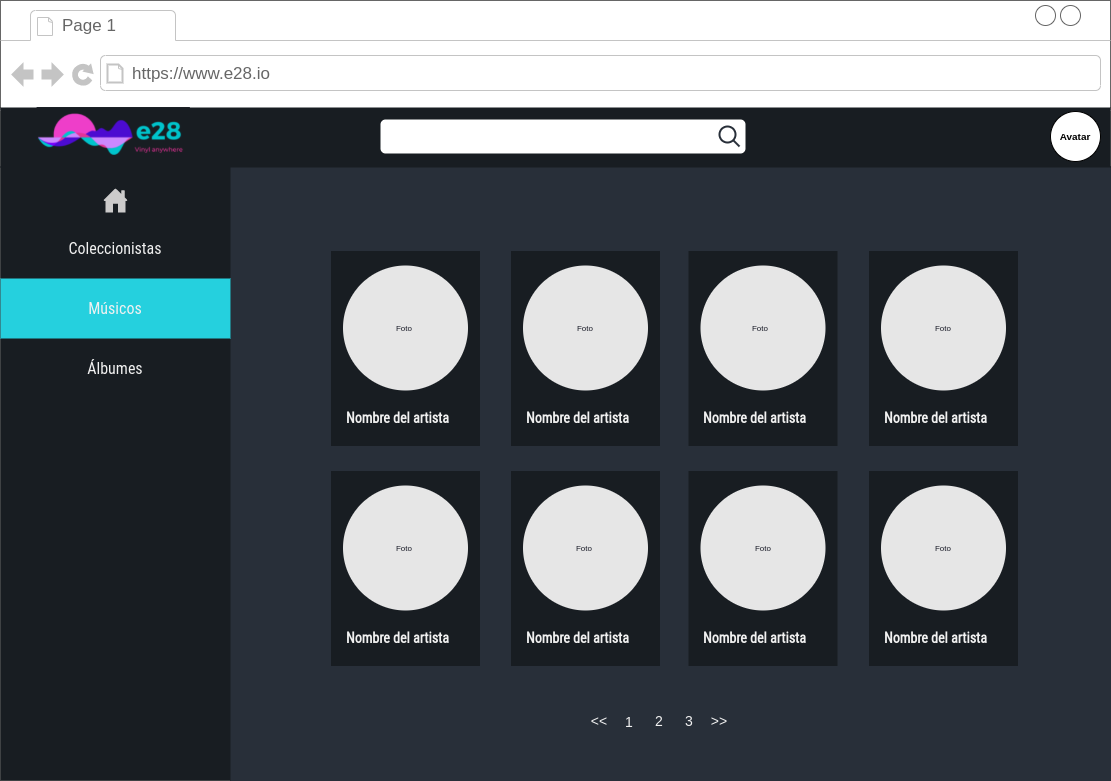 Page 1
https://www.e28.io
e28
Vinyl anywhere
Avatar
Coleccionistas
Músicos
Álbumes
Foto Foto Foto Foto
Nombre del artista Nombre del artista Nombre del artista Nombre del artista
Foto Foto Foto Foto
Nombre del artista Nombre del artista Nombre del artista Nombre del artista
<< 1 2 3 >>